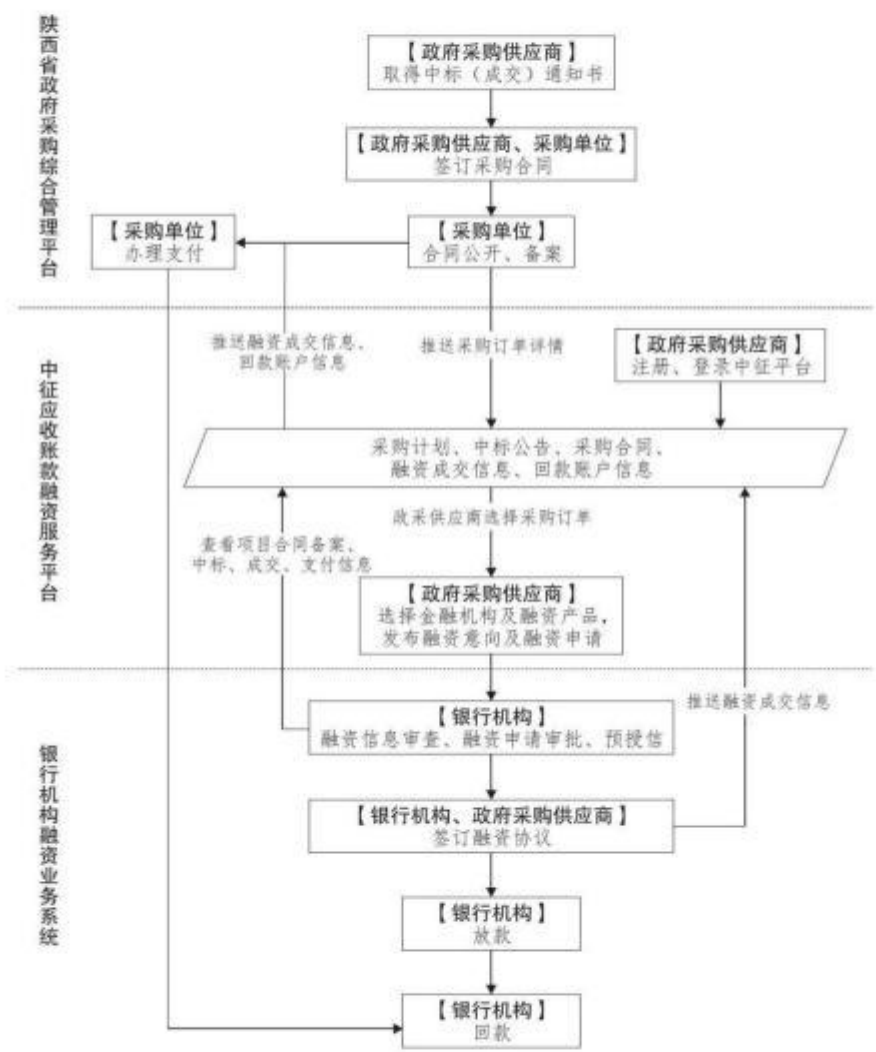 陕西省政府采购综合管理平台
【政府采购供应商】
取得中标（成交）通知书
【政府采购供应商、采购单位】
签订采购合同
【采购单位】
办理支付
【采购单位】
合同公开、备案
中征应收账款融资服务平台
推送融资成交信息、
回款账户信息
推送采购订单详情
【政府采购供应商】
注册、登录中征平台
采购计划、中标公告、采购合同、
融资成交信息、回款账户信息
政采供应商选择采购订单
查看项目合同备案、
中标、成交、支付信息
【政府采购供应商】
选择金融机构及融资产品，
发布融资意向及融资申请
银行机构融资业务系统
推送融资成交信息
【银行机构】
融资信息审查、融资申请审批、预授信
【银行机构、政府采购供应商】
签订融资协议
【银行机构】
放款
【银行机构】
回款